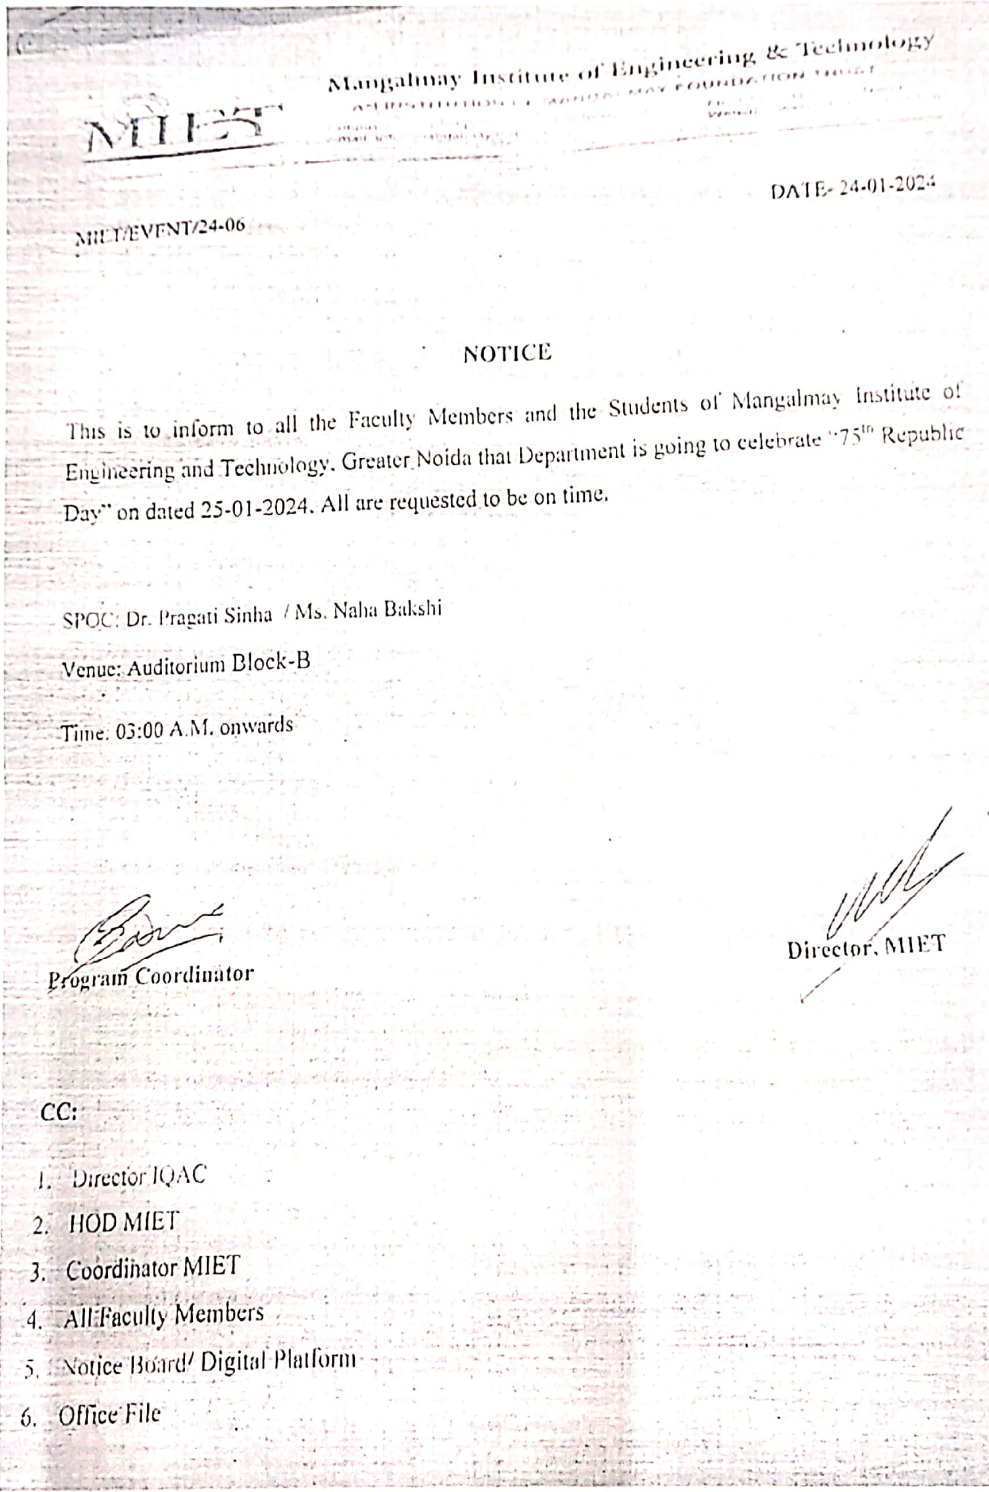 Mangalmay Institute of Engineering & Technology
MIET
DATE- 24-01-2024
MIET/EVENT/24-06
NOTICE
This is to inform to all the Faculty Members and the Students of Mangalmay Institute of
Engineering and Technology. Greater Noida that Department is going to celebrate "75th Republic
Day" on dated 25-01-2024. All are requested to be on time.
SPOC: Dr. Pragati Sinha / Ms. Naha Bakshi
Venue: Auditorium Block-B
Time: 03:00 A.M. onwards
Director, MIET
Program Coordinator
CC:
1. Director IQAC
2. HOD MIET
3. Coordinator MIET
4. All Faculty Members
5. Notice Board/ Digital Platform
6. Office File